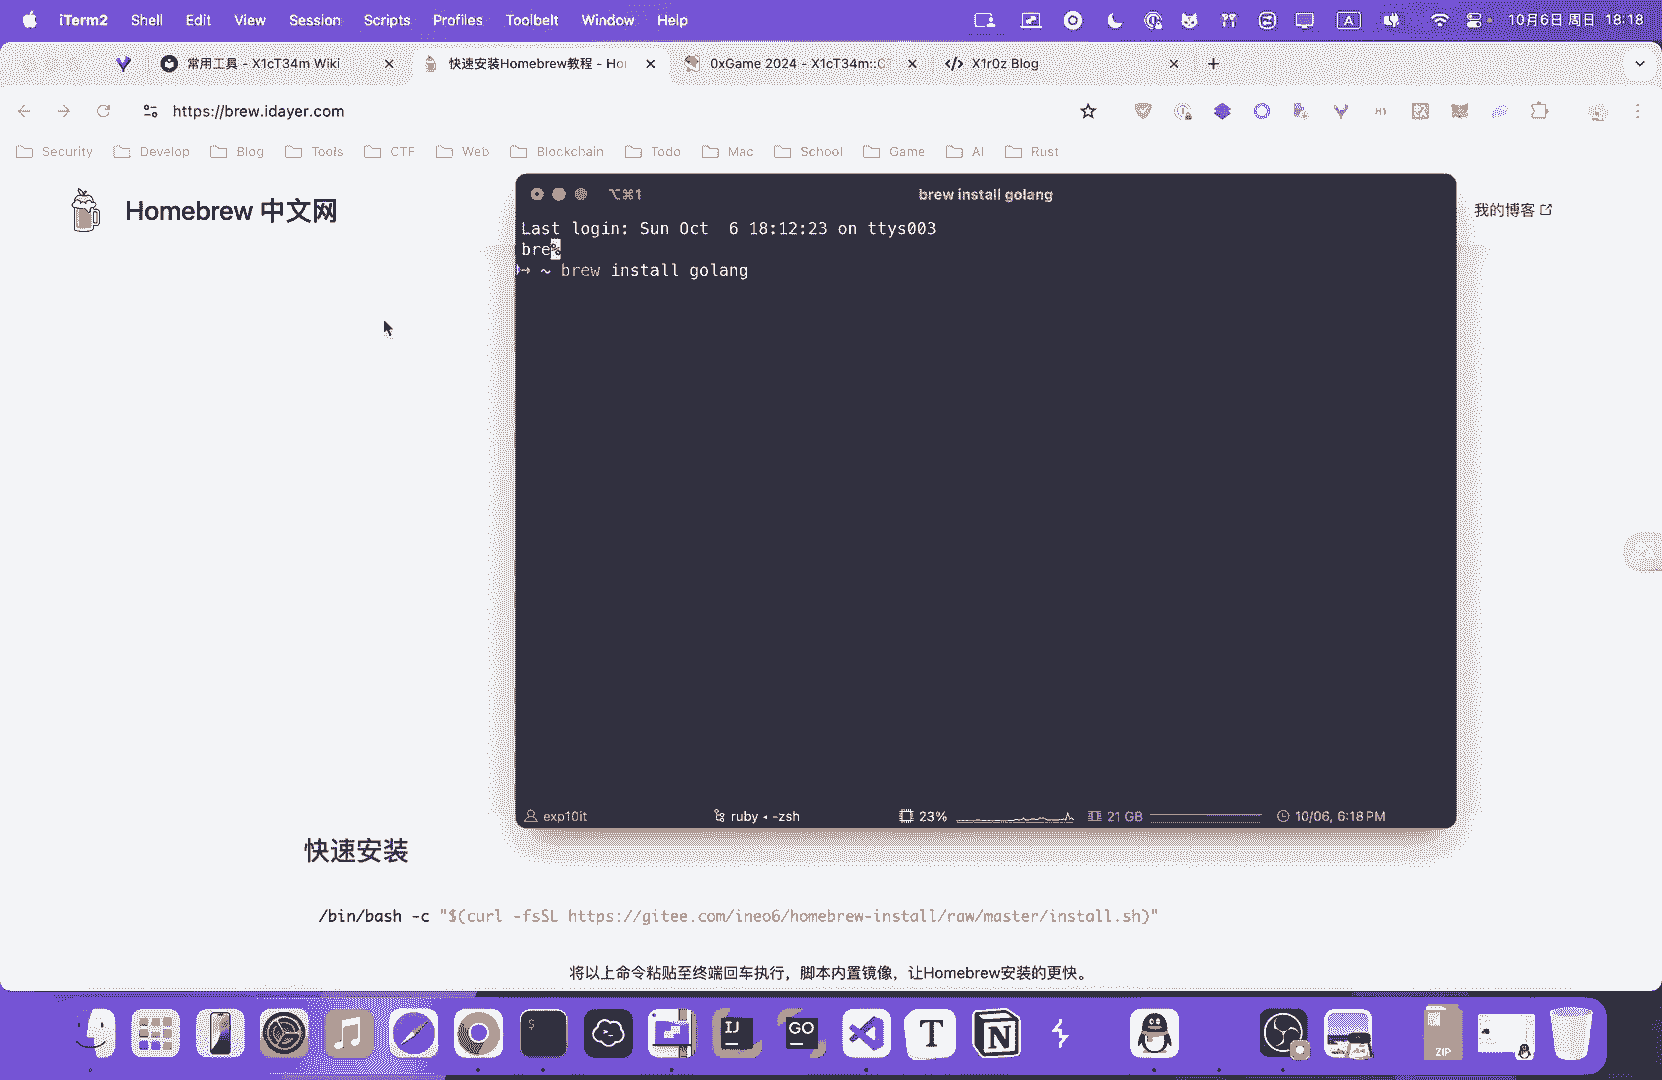 iTerm2 Shell Edit View Session Scripts Profiles Toolbelt Window Help
A
10月6日 周日 18:18
常用工具 - X1cT34m Wiki
快速安装Homebrew教程 - Ho
0xGame 2024 - X1cT34m::C
X1r0z Blog
https://brew.idayer.com
Security Develop Blog Tools CTF Web Blockchain Todo Mac School Game AI Rust
Homebrew 中文网
我的博客
⌥⌘1
brew install golang
Last login: Sun Oct  6 18:12:23 on ttys003
bre%
~ brew install golang
exp10it
ruby ◂ -zsh
23%
21 GB
10/06, 6:18 PM
快速安装
/bin/bash -c "$(curl -fsSL https://gitee.com/ineo6/homebrew-install/raw/master/install.sh)"
将以上命令粘贴至终端回车执行，脚本内置镜像，让Homebrew安装的更快。
$
IJ
GO
T
N
ZIP